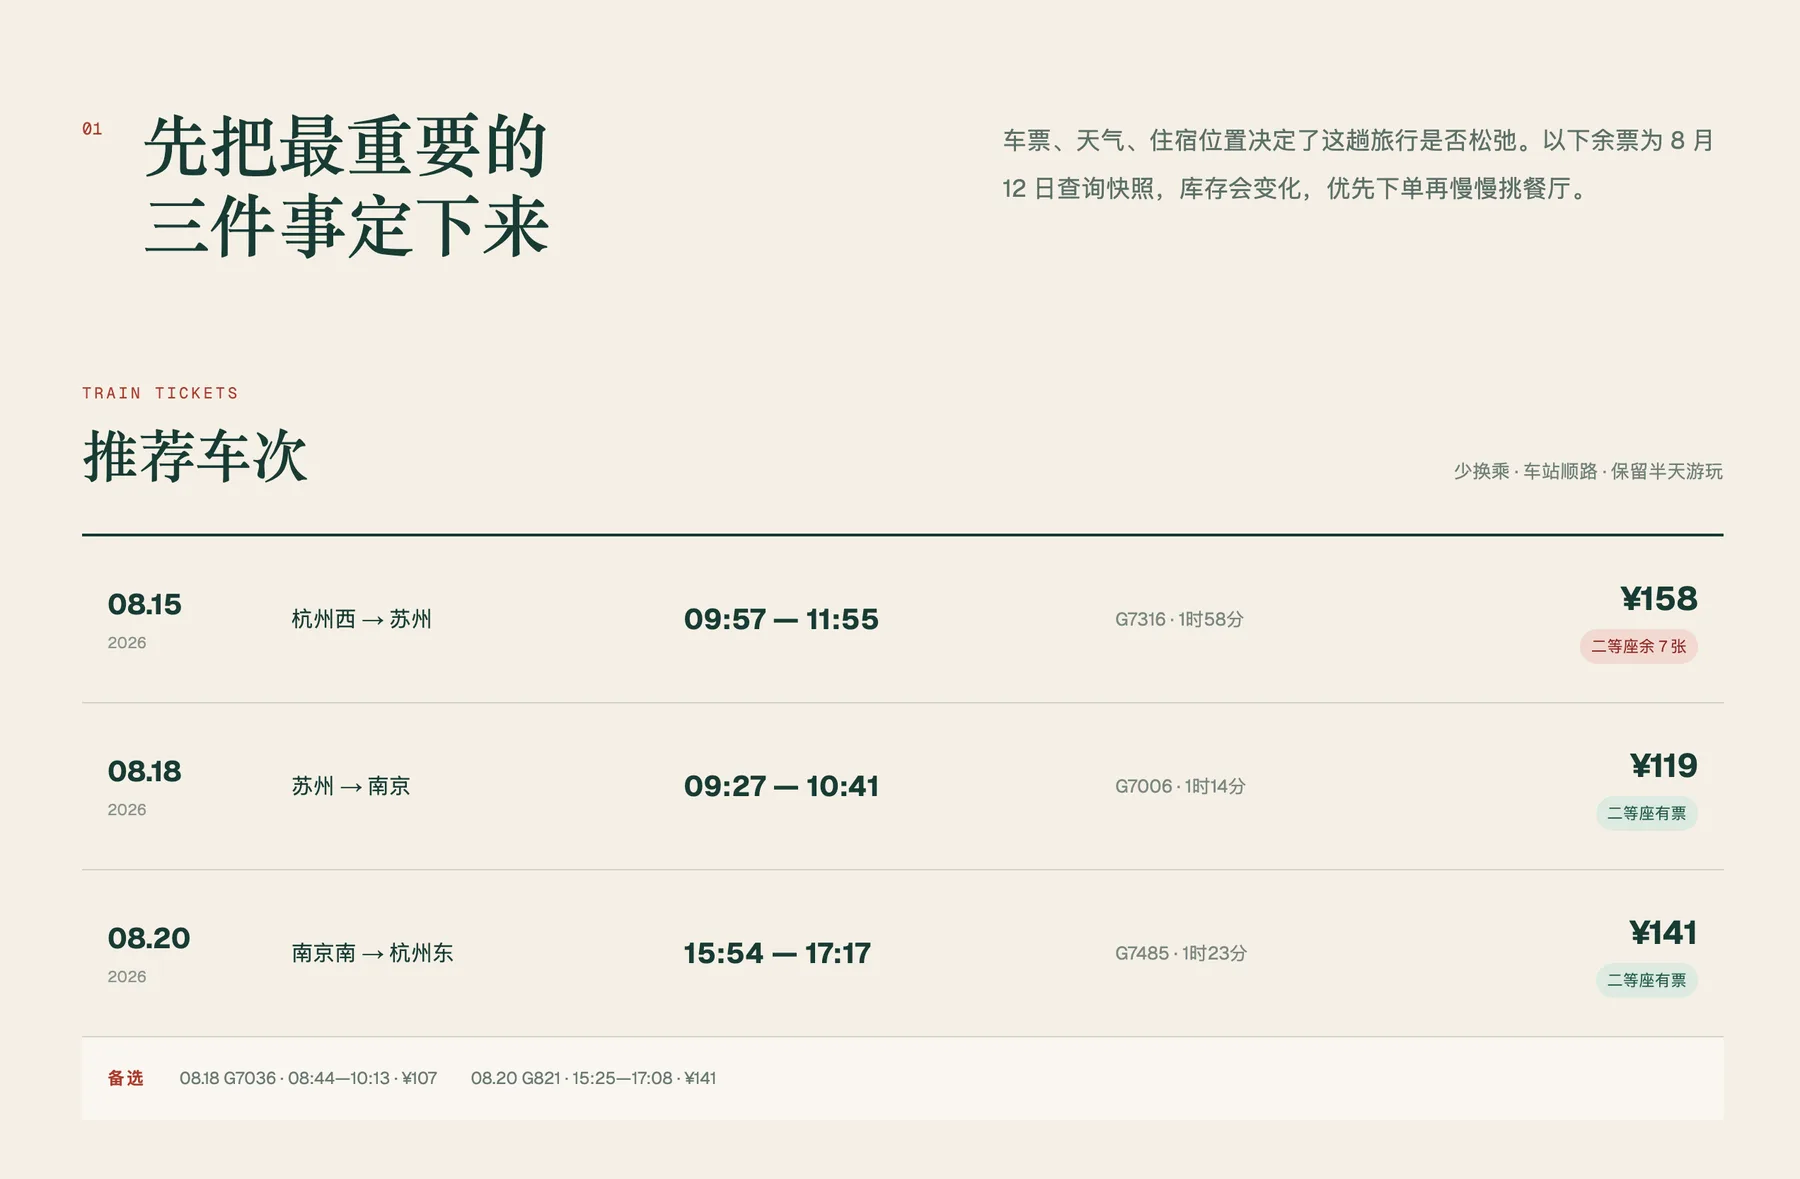 01
先把最重要的
三件事定下来
车票、天气、住宿位置决定了这趟旅行是否松弛。以下余票为 8 月
12 日查询快照，库存会变化，优先下单再慢慢挑餐厅。
TRAIN TICKETS
推荐车次
少换乘 · 车站顺路 · 保留半天游玩
08.15
2026
杭州西 → 苏州
09:57 — 11:55
G7316 · 1时58分
¥158
二等座余 7 张
08.18
2026
苏州 → 南京
09:27 — 10:41
G7006 · 1时14分
¥119
二等座有票
08.20
2026
南京南 → 杭州东
15:54 — 17:17
G7485 · 1时23分
¥141
二等座有票
备选 08.18 G7036 · 08:44—10:13 · ¥107 08.20 G821 · 15:25—17:08 · ¥141